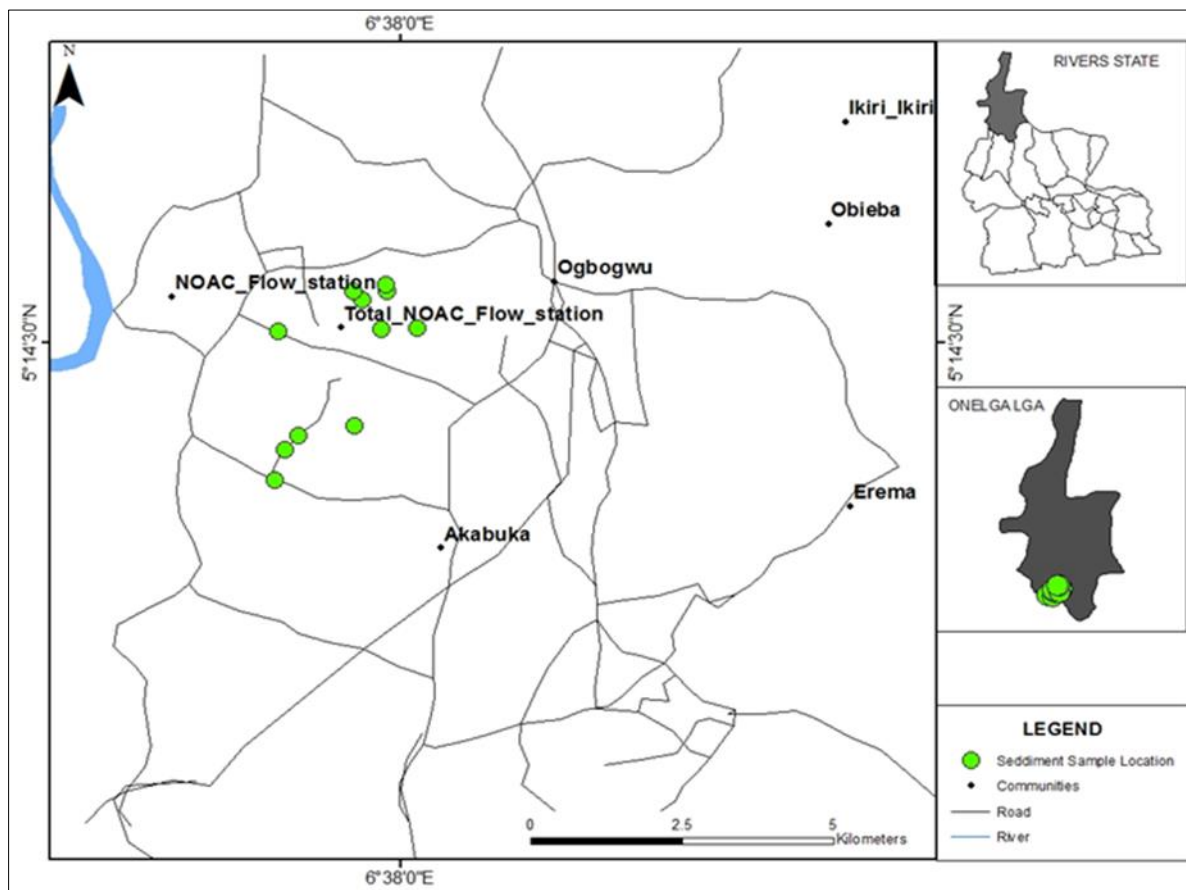 6°38'0"E
N
RIVERS STATE
Ikiri_Ikiri
Obieba
Ogbogwu
NOAC_Flow_station
Total_NOAC_Flow_station
5°14'30"N
5°14'30"N
ONELGA LGA
Erema
Akabuka
LEGEND
Seddiment Sample Location
Communities
Road
River
0 2.5 5
Kilometers
6°38'0"E